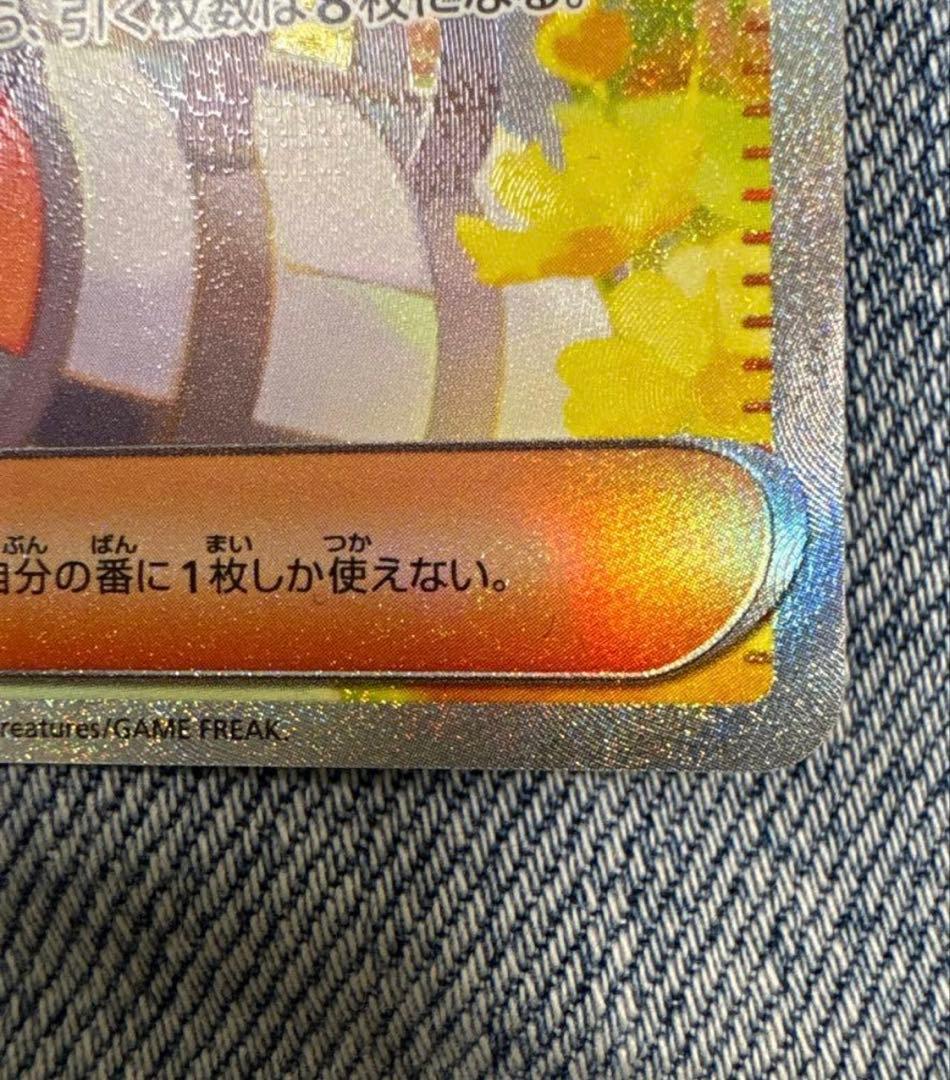 、引く枚数は8枚になる。
自分の番に1枚しか使えない。
ぶん ばん まい つか
reatures/GAME FREAK.